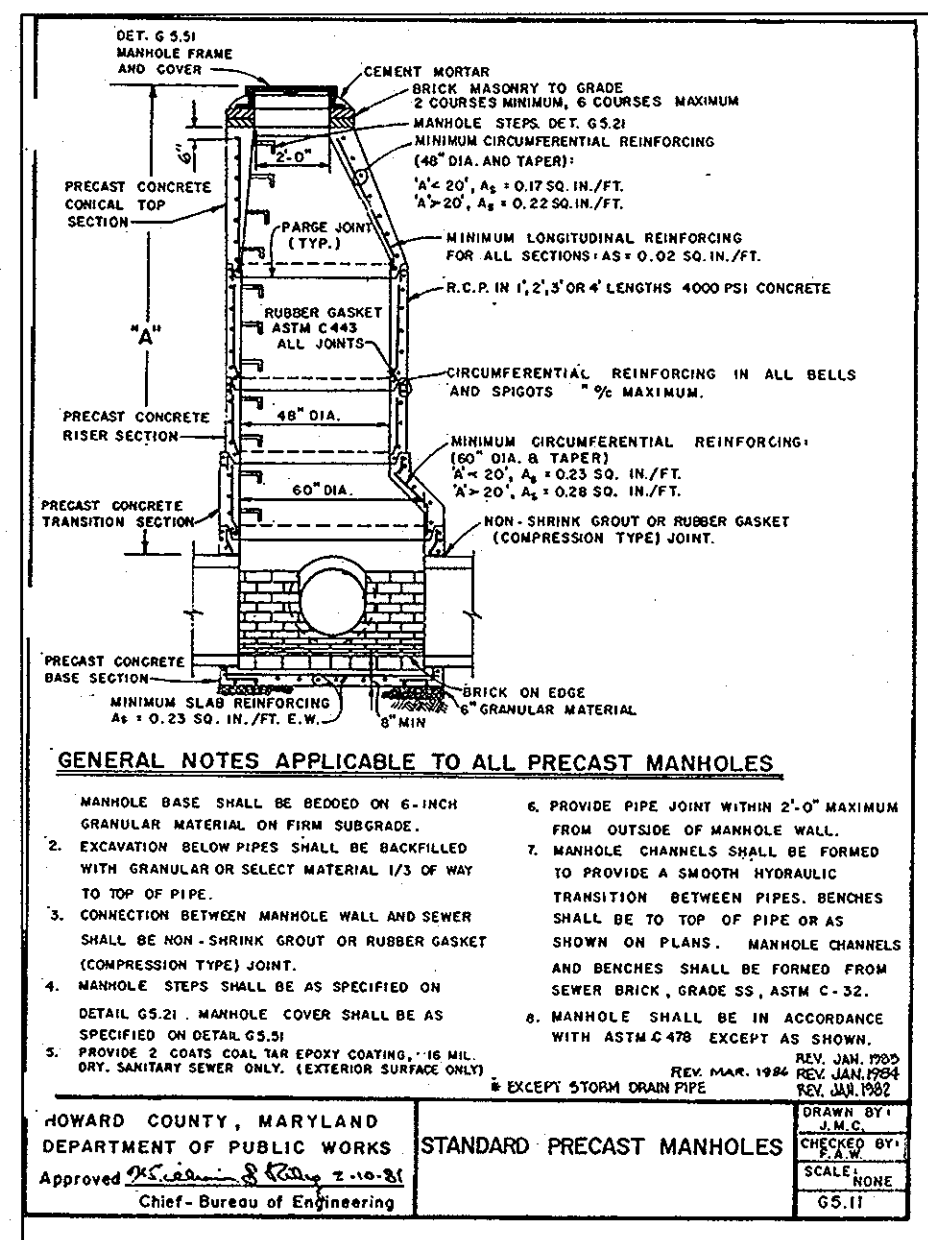 DET. G 5.51
MANHOLE FRAME
AND COVER
CEMENT MORTAR
BRICK MASONRY TO GRADE
2 COURSES MINIMUM, 6 COURSES MAXIMUM
MANHOLE STEPS. DET. G5.21
MINIMUM CIRCUMFERENTIAL REINFORCING
(48" DIA. AND TAPER):
'A'< 20', As = 0.17 SQ. IN./FT.
'A'> 20', As = 0.22 SQ. IN./FT.
6"
2'-0"
PRECAST CONCRETE
CONICAL TOP
SECTION
PARGE JOINT
(TYP.)
MINIMUM LONGITUDINAL REINFORCING
FOR ALL SECTIONS: AS = 0.02 SQ. IN./FT.
R.C.P. IN 1', 2', 3' OR 4' LENGTHS 4000 PSI CONCRETE
"A"
RUBBER GASKET
ASTM C443
ALL JOINTS
CIRCUMFERENTIAL REINFORCING IN ALL BELLS
AND SPIGOTS " O/C MAXIMUM.
PRECAST CONCRETE
RISER SECTION
48" DIA.
MINIMUM CIRCUMFERENTIAL REINFORCING:
(60" DIA. & TAPER)
'A'< 20', As = 0.23 SQ. IN./FT.
'A'> 20', As = 0.28 SQ. IN./FT.
60" DIA.
PRECAST CONCRETE
TRANSITION SECTION
NON-SHRINK GROUT OR RUBBER GASKET
(COMPRESSION TYPE) JOINT.
PRECAST CONCRETE
BASE SECTION
MINIMUM SLAB REINFORCING
As = 0.23 SQ. IN./FT. E.W.
8" MIN
BRICK ON EDGE
6" GRANULAR MATERIAL
GENERAL NOTES APPLICABLE TO ALL PRECAST MANHOLES
MANHOLE BASE SHALL BE BEDDED ON 6-INCH
GRANULAR MATERIAL ON FIRM SUBGRADE.
2. EXCAVATION BELOW PIPES SHALL BE BACKFILLED
WITH GRANULAR OR SELECT MATERIAL 1/3 OF WAY
TO TOP OF PIPE.
3. CONNECTION BETWEEN MANHOLE WALL AND SEWER
SHALL BE NON-SHRINK GROUT OR RUBBER GASKET
(COMPRESSION TYPE) JOINT.
4. MANHOLE STEPS SHALL BE AS SPECIFIED ON
DETAIL G5.21. MANHOLE COVER SHALL BE AS
SPECIFIED ON DETAIL G5.51
5. PROVIDE 2 COATS COAL TAR EPOXY COATING, 16 MIL.
DRY. SANITARY SEWER ONLY. (EXTERIOR SURFACE ONLY)
6. PROVIDE PIPE JOINT WITHIN 2'-0" MAXIMUM
FROM OUTSIDE OF MANHOLE WALL.
7. MANHOLE CHANNELS SHALL BE FORMED
TO PROVIDE A SMOOTH HYDRAULIC
TRANSITION BETWEEN PIPES. BENCHES
SHALL BE TO TOP OF PIPE OR AS
SHOWN ON PLANS. MANHOLE CHANNELS
AND BENCHES SHALL BE FORMED FROM
SEWER BRICK, GRADE SS, ASTM C-32.
8. MANHOLE SHALL BE IN ACCORDANCE
WITH ASTM C 478 EXCEPT AS SHOWN.
REV. JAN. 1985
REV. MAR. 1986 REV. JAN. 1984
* EXCEPT STORM DRAIN PIPE REV. JAN. 1982
HOWARD COUNTY, MARYLAND
DEPARTMENT OF PUBLIC WORKS
Approved 2-10-81
Chief-Bureau of Engineering
STANDARD PRECAST MANHOLES
DRAWN BY:
J.M.C.
CHECKED BY:
F.A.W.
SCALE:
NONE
G5.11